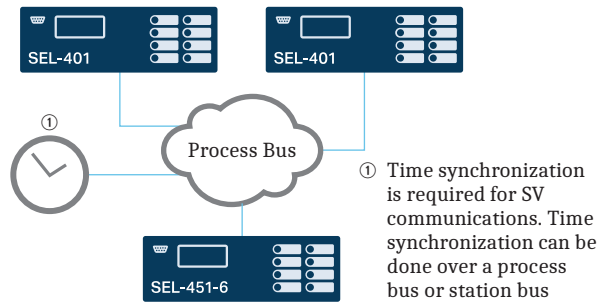 SEL-401
SEL-401
①
Process Bus
① Time synchronization
is required for SV
communications. Time
synchronization can be
done over a process
bus or station bus
SEL-451-6